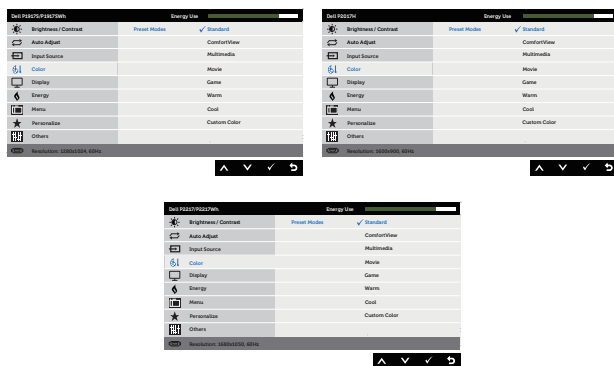 Dell P1917S/P1917SWh Energy Use
Brightness / Contrast Preset Modes ✓ Standard
Auto Adjust ComfortView
Input Source Multimedia
Color Movie
Display Game
Energy Warm
Menu Cool
Personalize Custom Color
Others
Resolution: 1280x1024, 60Hz
Dell P2017H Energy Use
Brightness / Contrast Preset Modes ✓ Standard
Auto Adjust ComfortView
Input Source Multimedia
Color Movie
Display Game
Energy Warm
Menu Cool
Personalize Custom Color
Others
Resolution: 1600x900, 60Hz
Dell P2217/P2217Wh Energy Use
Brightness / Contrast Preset Modes ✓ Standard
Auto Adjust ComfortView
Input Source Multimedia
Color Movie
Display Game
Energy Warm
Menu Cool
Personalize Custom Color
Others
Resolution: 1680x1050, 60Hz